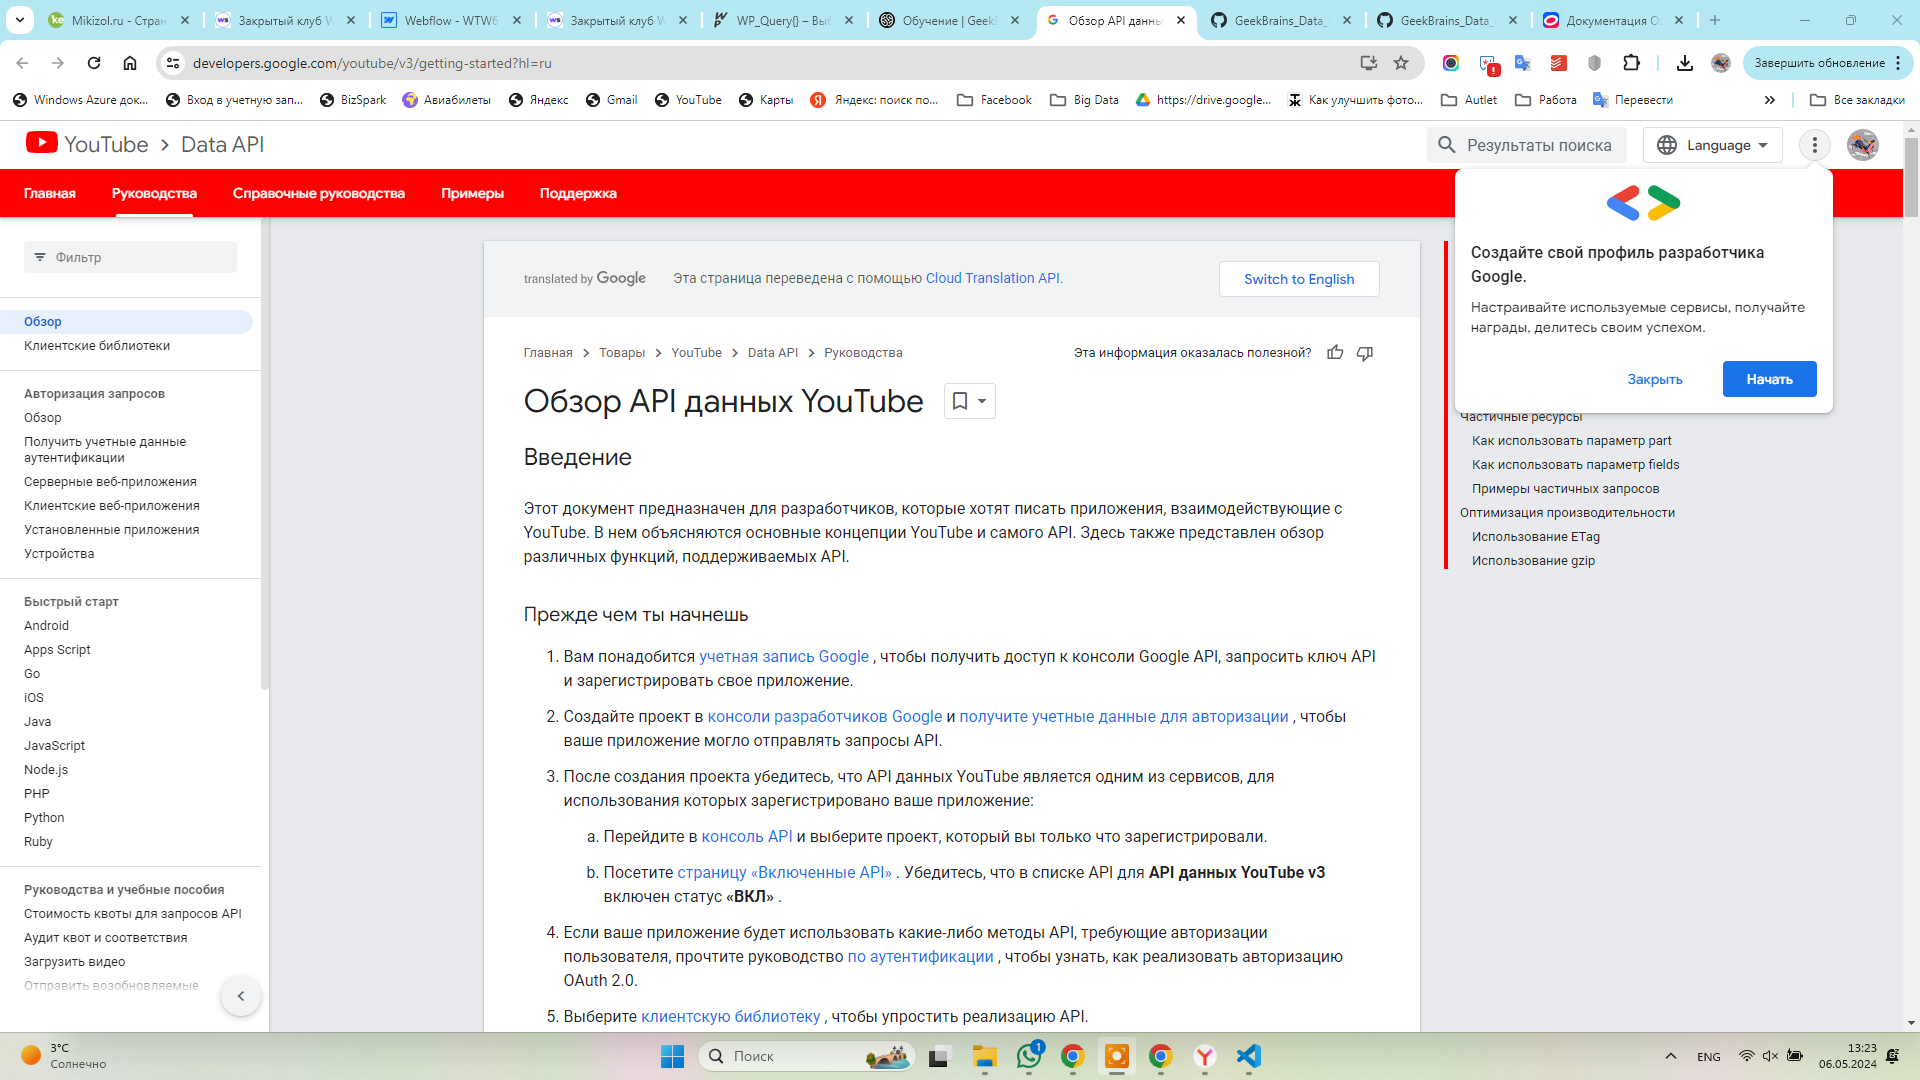 Mikizol.ru - Стран
Закрытый клуб W
Webflow - WTW6
Закрытый клуб W
WP_Query{} – Выб
Обучение | GeekB
Обзор API данны
GeekBrains_Data_
GeekBrains_Data_
Документация O
developers.google.com/youtube/v3/getting-started?hl=ru
Завершить обновление
Windows Azure док...
Вход в учетную зап...
BizSpark
Авиабилеты
Яндекс
Gmail
YouTube
Карты
Яндекс: поиск по...
Facebook
Big Data
https://drive.google...
Как улучшить фото...
Autlet
Работа
Перевести
Все закладки
YouTube
Data API
Результаты поиска
Language
Главная
Руководства
Справочные руководства
Примеры
Поддержка
Фильтр
Обзор
Клиентские библиотеки
Авторизация запросов
Обзор
Получить учетные данные
аутентификации
Серверные веб-приложения
Клиентские веб-приложения
Установленные приложения
Устройства
Быстрый старт
Android
Apps Script
Go
iOS
Java
JavaScript
Node.js
PHP
Python
Ruby
Руководства и учебные пособия
Стоимость квоты для запросов API
Аудит квот и соответствия
Загрузить видео
Отправить возобновляемые
translated by Google
Эта страница переведена с помощью Cloud Translation API.
Switch to English
Главная
Товары
YouTube
Data API
Руководства
Эта информация оказалась полезной?
Обзор API данных YouTube
Введение
Этот документ предназначен для разработчиков, которые хотят писать приложения, взаимодействующие с
YouTube. В нем объясняются основные концепции YouTube и самого API. Здесь также представлен обзор
различных функций, поддерживаемых API.
Прежде чем ты начнешь
1. Вам понадобится учетная запись Google , чтобы получить доступ к консоли Google API, запросить ключ API
и зарегистрировать свое приложение.
2. Создайте проект в консоли разработчиков Google и получите учетные данные для авторизации , чтобы
ваше приложение могло отправлять запросы API.
3. После создания проекта убедитесь, что API данных YouTube является одним из сервисов, для
использования которых зарегистрировано ваше приложение:
a. Перейдите в консоль API и выберите проект, который вы только что зарегистрировали.
b. Посетите страницу «Включенные API» . Убедитесь, что в списке API для API данных YouTube v3
включен статус «ВКЛ» .
4. Если ваше приложение будет использовать какие-либо методы API, требующие авторизации
пользователя, прочтите руководство по аутентификации , чтобы узнать, как реализовать авторизацию
OAuth 2.0.
5. Выберите клиентскую библиотеку , чтобы упростить реализацию API.
Создайте свой профиль разработчика
Google.
Настраивайте используемые сервисы, получайте
награды, делитесь своим успехом.
Закрыть
Начать
Частичные ресурсы
Как использовать параметр part
Как использовать параметр fields
Примеры частичных запросов
Оптимизация производительности
Использование ETag
Использование gzip
3°C
Солнечно
Поиск
1
ENG
13:23
06.05.2024